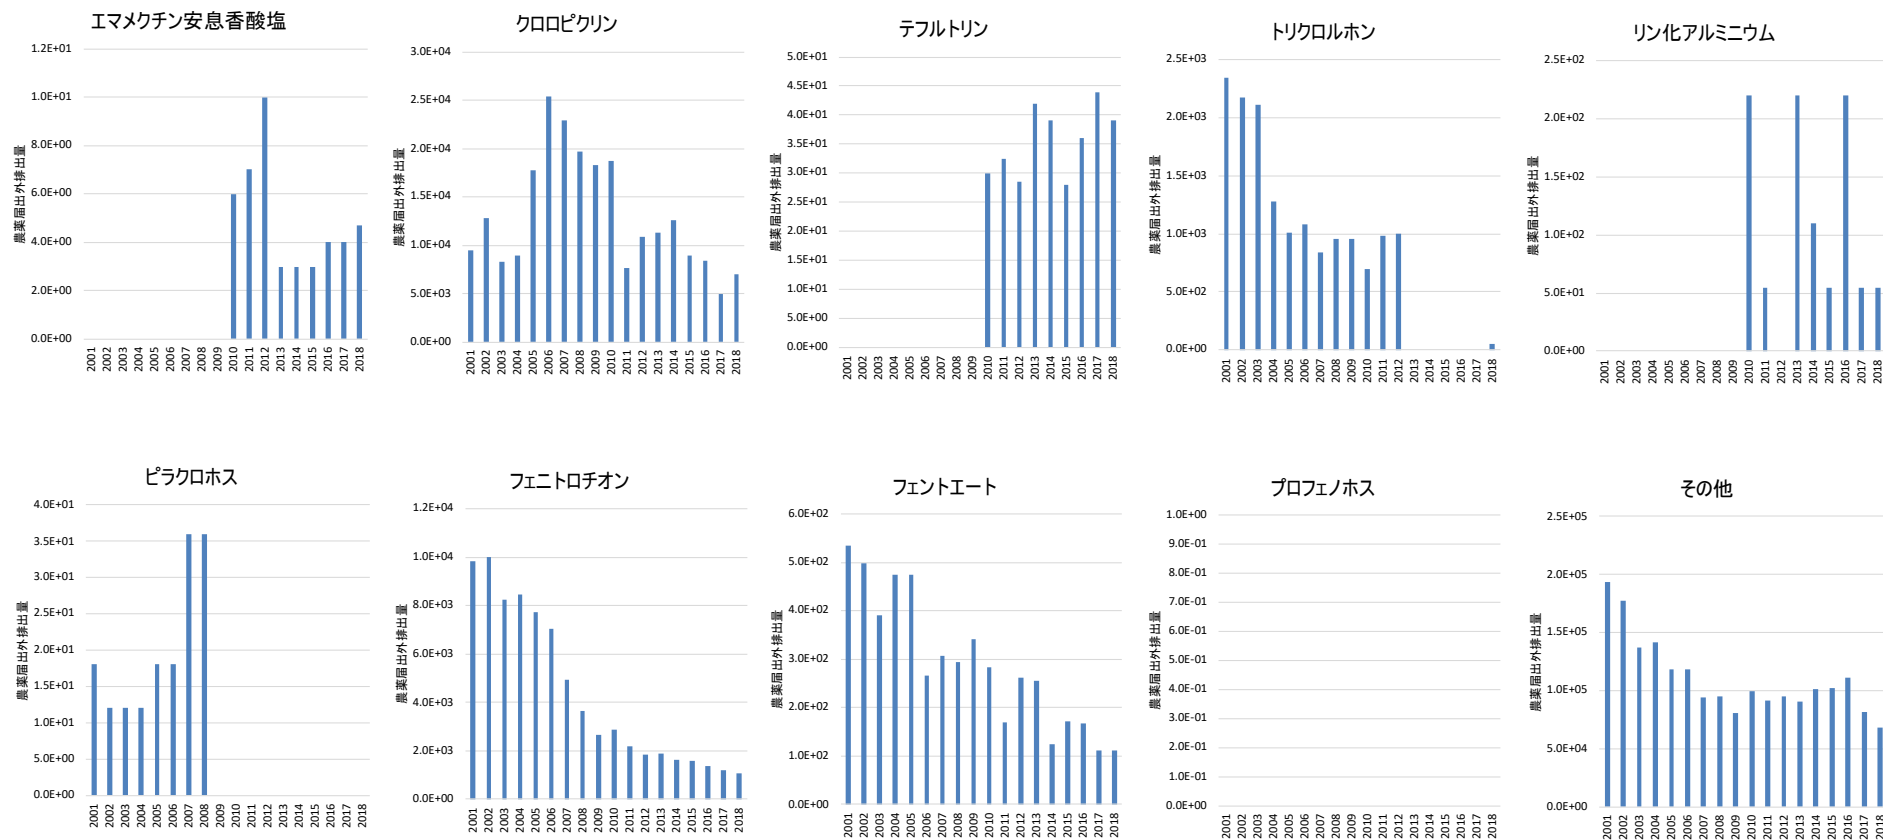 エマメクチン安息香酸塩
農薬届出外排出量
1.2E+01
1.0E+01
8.0E+00
6.0E+00
4.0E+00
2.0E+00
0.0E+00
2001 2002 2003 2004 2005 2006 2007 2008 2009 2010 2011 2012 2013 2014 2015 2016 2017 2018
クロロピクリン
農薬届出外排出量
3.0E+04
2.5E+04
2.0E+04
1.5E+04
1.0E+04
5.0E+03
0.0E+00
2001 2002 2003 2004 2005 2006 2007 2008 2009 2010 2011 2012 2013 2014 2015 2016 2017 2018
テフルトリン
農薬届出外排出量
5.0E+01
4.5E+01
4.0E+01
3.5E+01
3.0E+01
2.5E+01
2.0E+01
1.5E+01
1.0E+01
5.0E+00
0.0E+00
2001 2002 2003 2004 2005 2006 2007 2008 2009 2010 2011 2012 2013 2014 2015 2016 2017 2018
トリクロルホン
農薬届出外排出量
2.5E+03
2.0E+03
1.5E+03
1.0E+03
5.0E+02
0.0E+00
2001 2002 2003 2004 2005 2006 2007 2008 2009 2010 2011 2012 2013 2014 2015 2016 2017 2018
リン化アルミニウム
農薬届出外排出量
2.5E+02
2.0E+02
1.5E+02
1.0E+02
5.0E+01
0.0E+00
2001 2002 2003 2004 2005 2006 2007 2008 2009 2010 2011 2012 2013 2014 2015 2016 2017 2018
ピラクロホス
農薬届出外排出量
4.0E+01
3.5E+01
3.0E+01
2.5E+01
2.0E+01
1.5E+01
1.0E+01
5.0E+00
0.0E+00
2001 2002 2003 2004 2005 2006 2007 2008 2009 2010 2011 2012 2013 2014 2015 2016 2017 2018
フェニトロチオン
農薬届出外排出量
1.2E+04
1.0E+04
8.0E+03
6.0E+03
4.0E+03
2.0E+03
0.0E+00
2001 2002 2003 2004 2005 2006 2007 2008 2009 2010 2011 2012 2013 2014 2015 2016 2017 2018
フェントエート
農薬届出外排出量
6.0E+02
5.0E+02
4.0E+02
3.0E+02
2.0E+02
1.0E+02
0.0E+00
2001 2002 2003 2004 2005 2006 2007 2008 2009 2010 2011 2012 2013 2014 2015 2016 2017 2018
プロフェノホス
農薬届出外排出量
1.0E+00
9.0E-01
8.0E-01
7.0E-01
6.0E-01
5.0E-01
4.0E-01
3.0E-01
2.0E-01
1.0E-01
0.0E+00
2001 2002 2003 2004 2005 2006 2007 2008 2009 2010 2011 2012 2013 2014 2015 2016 2017 2018
その他
農薬届出外排出量
2.5E+05
2.0E+05
1.5E+05
1.0E+05
5.0E+04
0.0E+00
2001 2002 2003 2004 2005 2006 2007 2008 2009 2010 2011 2012 2013 2014 2015 2016 2017 2018